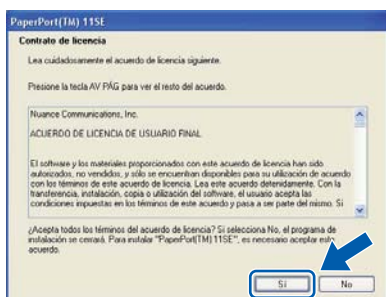 PaperPort(TM) 11SE
Contrato de licencia
Lea cuidadosamente el acuerdo de licencia siguiente.
Presione la tecla AV PÁG para ver el resto del acuerdo.
Nuance Communications, Inc.
ACUERDO DE LICENCIA DE USUARIO FINAL
El software y los materiales proporcionados con este acuerdo de licencia han sido
autorizados, no vendidos, y sólo se encuentran disponibles para su utilización de acuerdo
con los términos de este acuerdo de licencia. Lea este acuerdo detenidamente. Con la
transferencia, instalación, copia o utilización del software, el usuario acepta las
condiciones impuestas en los términos de este acuerdo y pasa a ser parte del mismo. Si
¿Acepta todos los términos del acuerdo de licencia? Si selecciona No, el programa de
instalación se cerrará. Para instalar "PaperPort(TM) 11SE", es necesario aceptar este
acuerdo.
Sí No